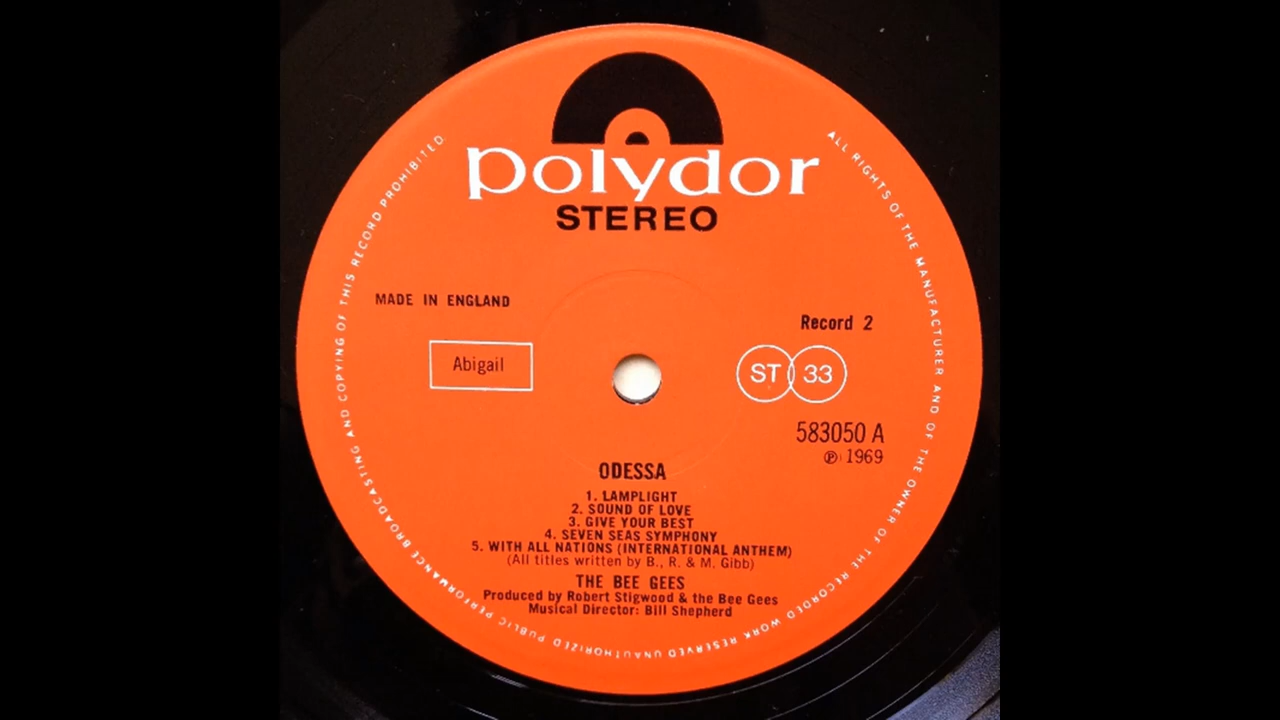 polydor
STEREO
MADE IN ENGLAND
Record 2
Abigail
ST 33
583050 A
℗ 1969
ODESSA
1. LAMPLIGHT
2. SOUND OF LOVE
3. GIVE YOUR BEST
4. SEVEN SEAS SYMPHONY
5. WITH ALL NATIONS (INTERNATIONAL ANTHEM)
(All titles written by B., R. & M. Gibb)
THE BEE GEES
Produced by Robert Stigwood & the Bee Gees
Musical Director: Bill Shepherd
ALL RIGHTS OF THE MANUFACTURER AND OF THE OWNER OF THE RECORDED WORK RESERVED UNAUTHORIZED PUBLIC PERFORMANCE BROADCASTING AND COPYING OF THIS RECORD PROHIBITED